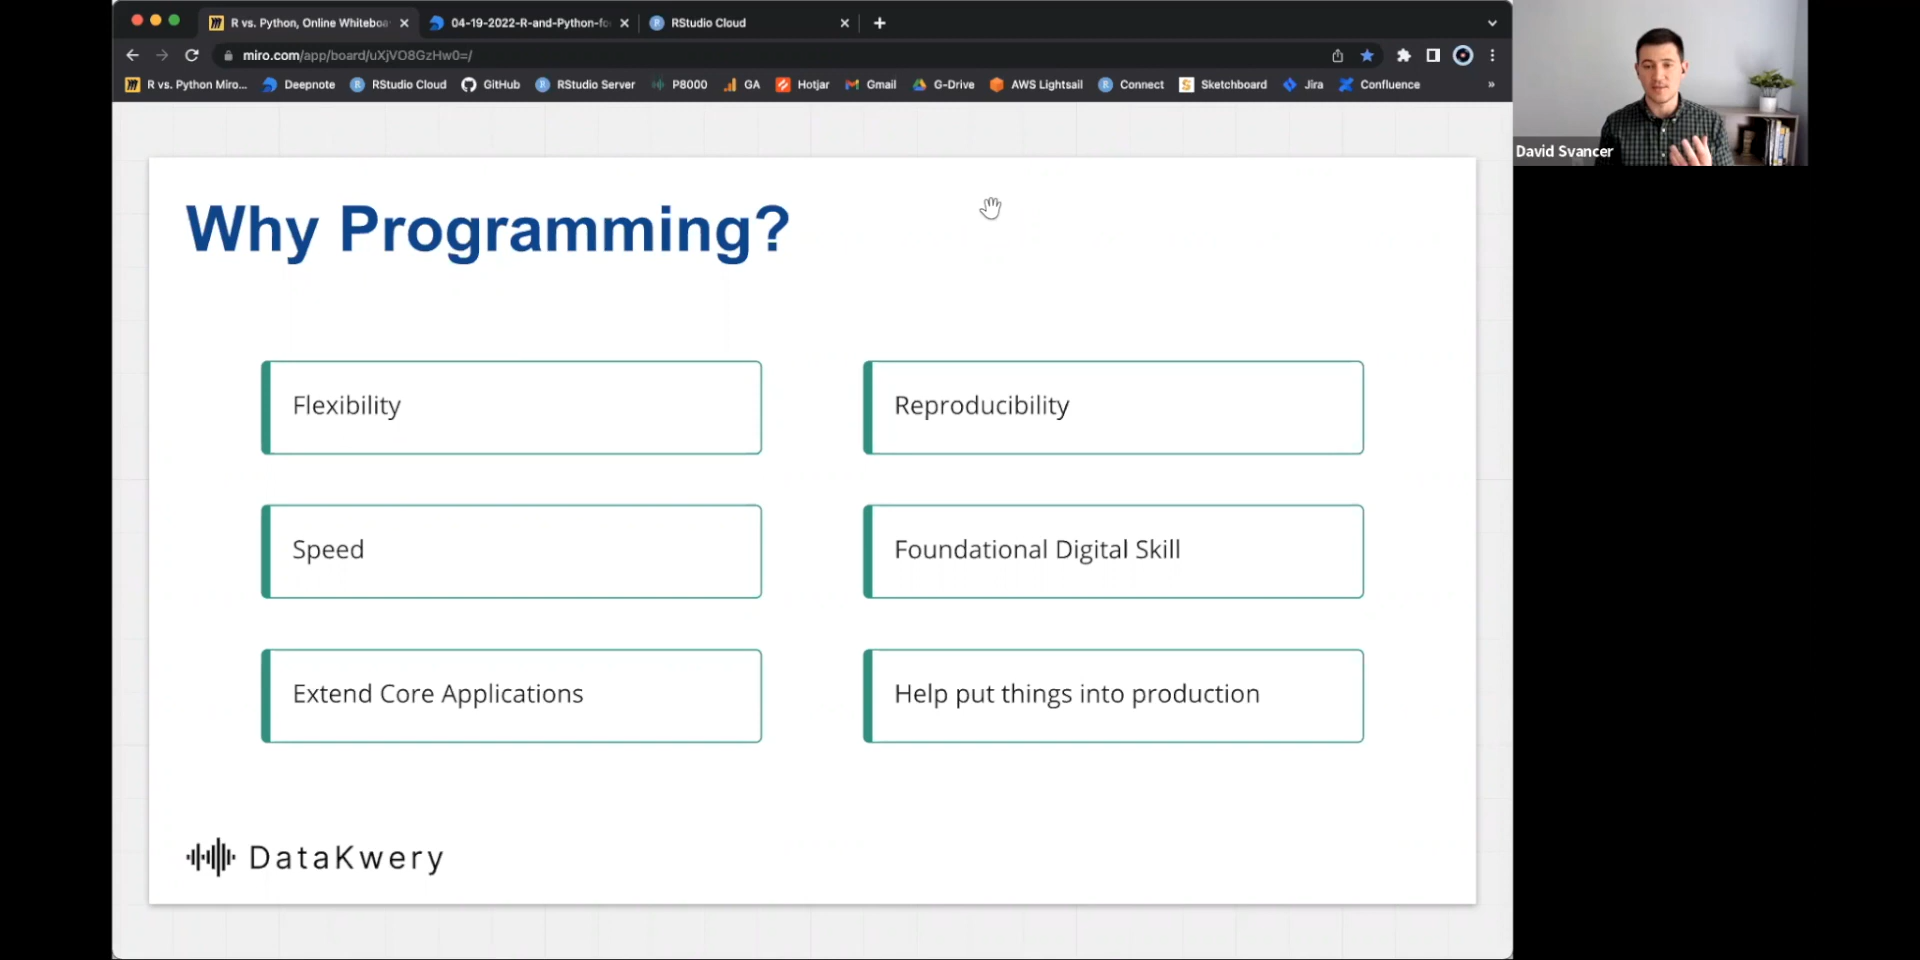 R vs. Python, Online Whiteboa
04-19-2022-R-and-Python-fo
RStudio Cloud
miro.com/app/board/uXjVO8GzHw0=/
R vs. Python Miro...
Deepnote
RStudio Cloud
GitHub
RStudio Server
P8000
GA
Hotjar
Gmail
G-Drive
AWS Lightsail
Connect
Sketchboard
Jira
Confluence
»
David Svancer
Why Programming?
Flexibility
Reproducibility
Speed
Foundational Digital Skill
Extend Core Applications
Help put things into production
DataKwery